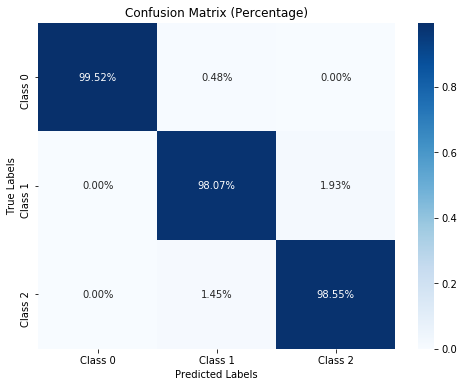 Confusion Matrix (Percentage)
True Labels
Class 0
99.52% 0.48% 0.00%
Class 1
0.00% 98.07% 1.93%
Class 2
0.00% 1.45% 98.55%
Class 0 Class 1 Class 2
Predicted Labels
0.8
0.6
0.4
0.2
0.0